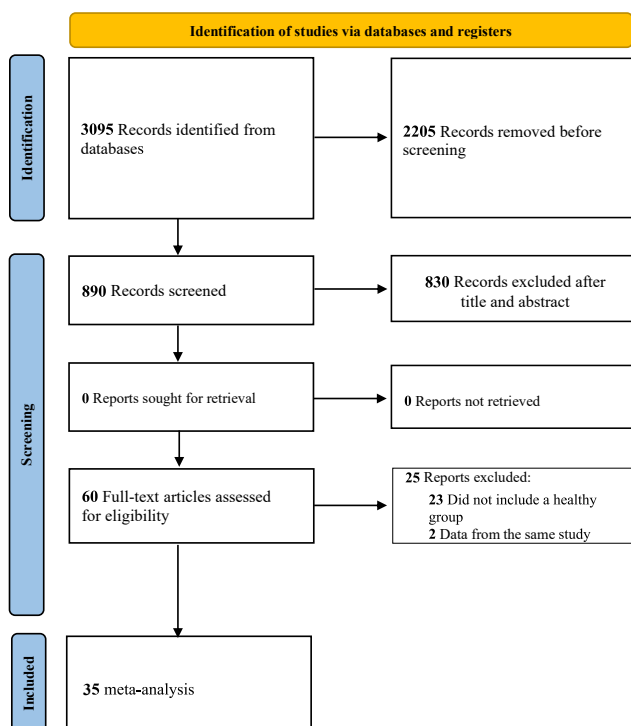 Identification of studies via databases and registers
Identification
3095 Records identified from
databases
2205 Records removed before
screening
Screening
890 Records screened
830 Records excluded after
title and abstract
0 Reports sought for retrieval
0 Reports not retrieved
60 Full-text articles assessed
for eligibility
25 Reports excluded:
23 Did not include a healthy
group
2 Data from the same study
Included
35 meta-analysis